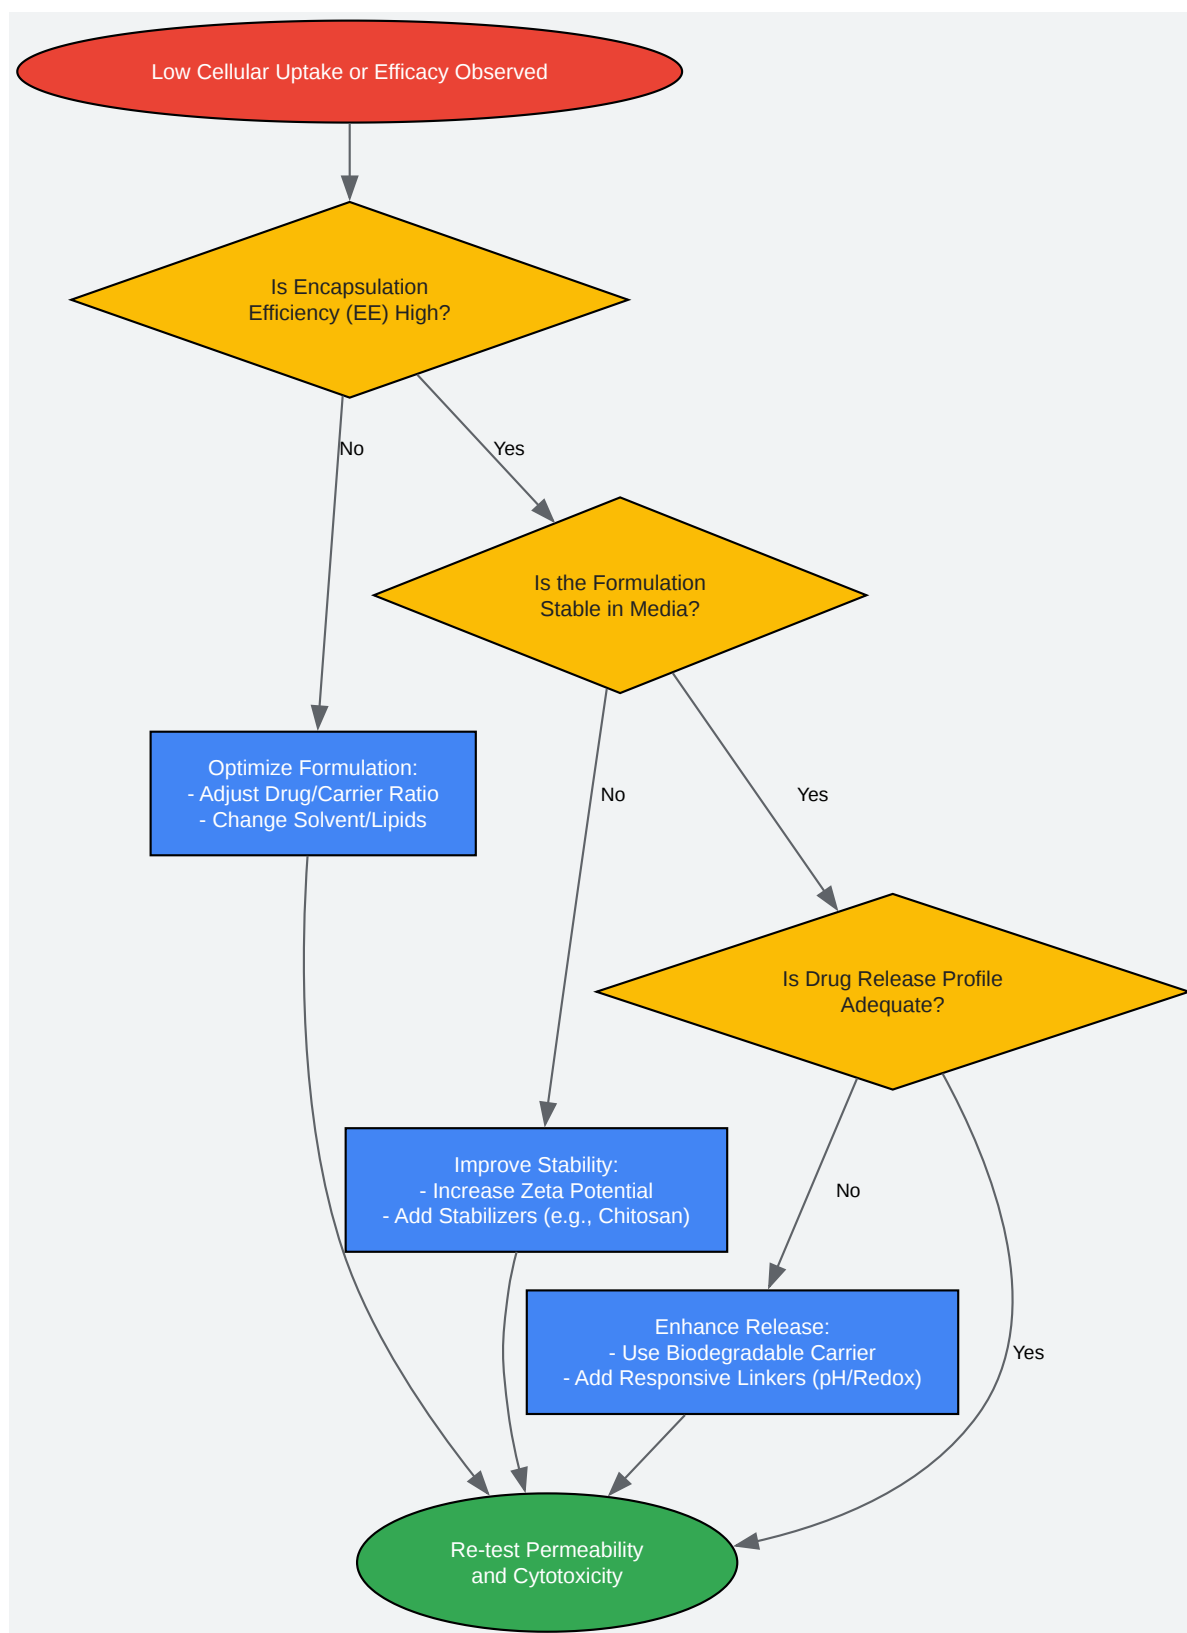 Low Cellular Uptake or Efficacy Observed
Is Encapsulation
Efficiency (EE) High?
No
Yes
Is the Formulation
Stable in Media?
Optimize Formulation:
- Adjust Drug/Carrier Ratio
- Change Solvent/Lipids
No
Yes
Is Drug Release Profile
Adequate?
Improve Stability:
- Increase Zeta Potential
- Add Stabilizers (e.g., Chitosan)
No
Enhance Release:
- Use Biodegradable Carrier
- Add Responsive Linkers (pH/Redox)
Yes
Re-test Permeability
and Cytotoxicity